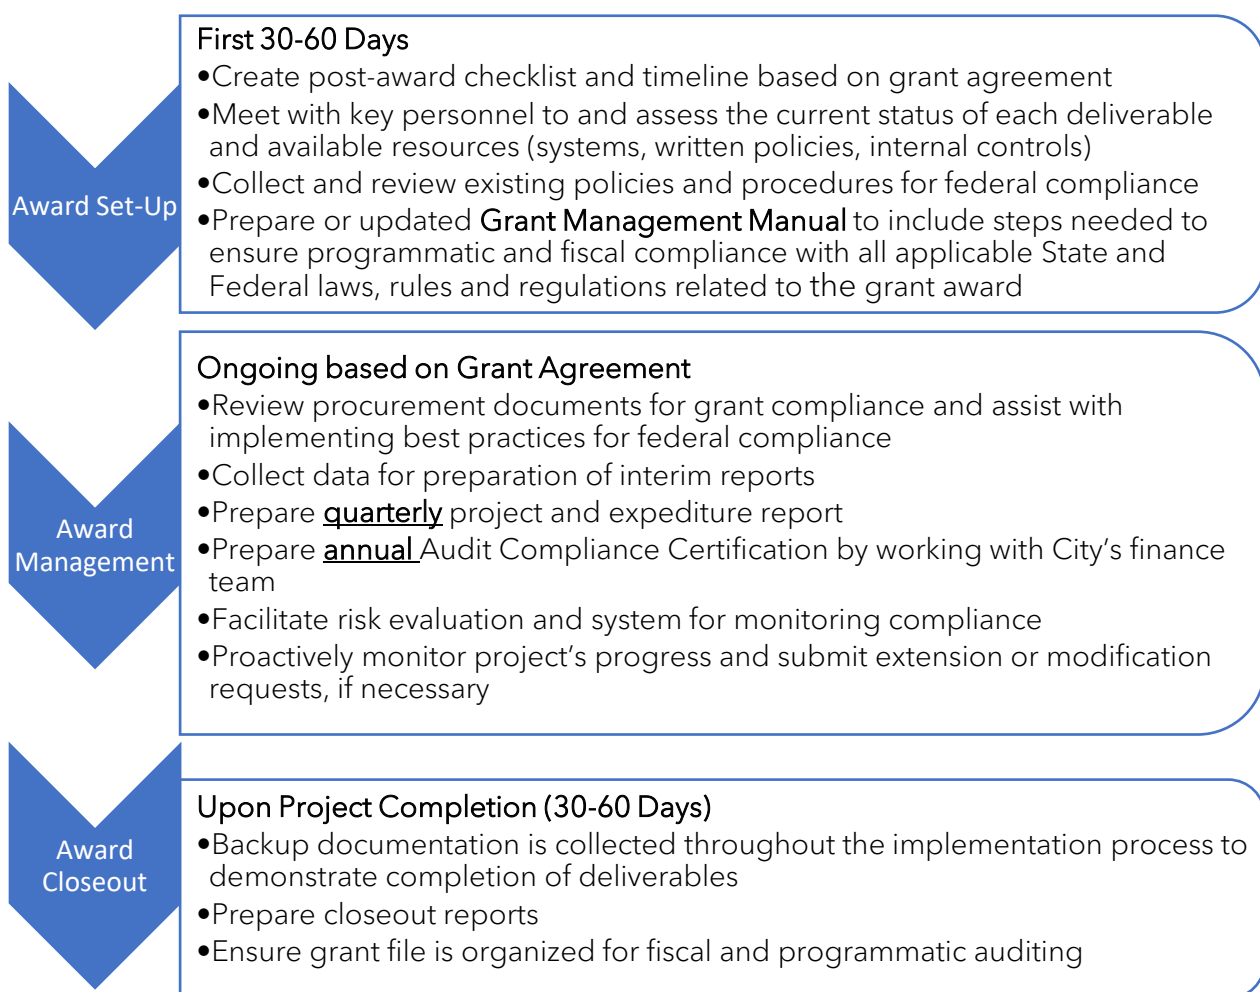 First 30-60 Days
•Create post-award checklist and timeline based on grant agreement
•Meet with key personnel to and assess the current status of each deliverable
and available resources (systems, written policies, internal controls)
•Collect and review existing policies and procedures for federal compliance
•Prepare or updated Grant Management Manual to include steps needed to
ensure programmatic and fiscal compliance with all applicable State and
Federal laws, rules and regulations related to the grant award
Award Set-Up
Ongoing based on Grant Agreement
•Review procurement documents for grant compliance and assist with
implementing best practices for federal compliance
•Collect data for preparation of interim reports
•Prepare quarterly project and expediture report
•Prepare annual Audit Compliance Certification by working with City's finance
team
•Facilitate risk evaluation and system for monitoring compliance
•Proactively monitor project's progress and submit extension or modification
requests, if necessary
Award
Management
Upon Project Completion (30-60 Days)
•Backup documentation is collected throughout the implementation process to
demonstrate completion of deliverables
•Prepare closeout reports
•Ensure grant file is organized for fiscal and programmatic auditing
Award
Closeout